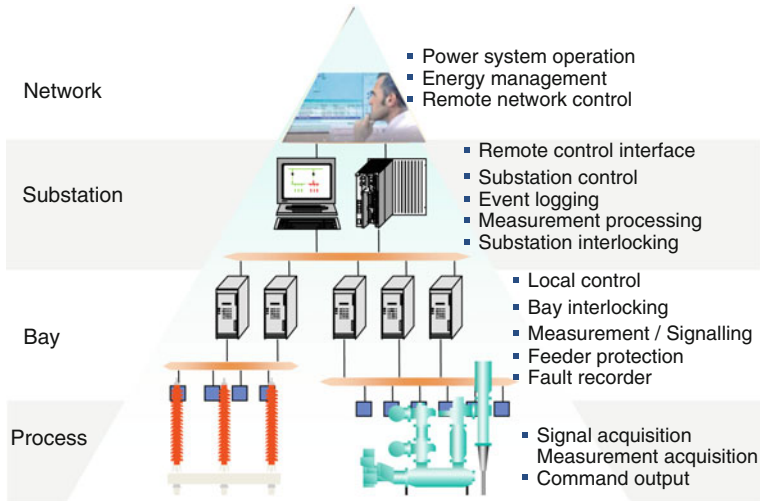 Network
▪ Power system operation
▪ Energy management
▪ Remote network control
Substation
▪ Remote control interface
▪ Substation control
▪ Event logging
▪ Measurement processing
▪ Substation interlocking
Bay
▪ Local control
▪ Bay interlocking
▪ Measurement / Signalling
▪ Feeder protection
▪ Fault recorder
Process
▪ Signal acquisition
Measurement acquisition
▪ Command output